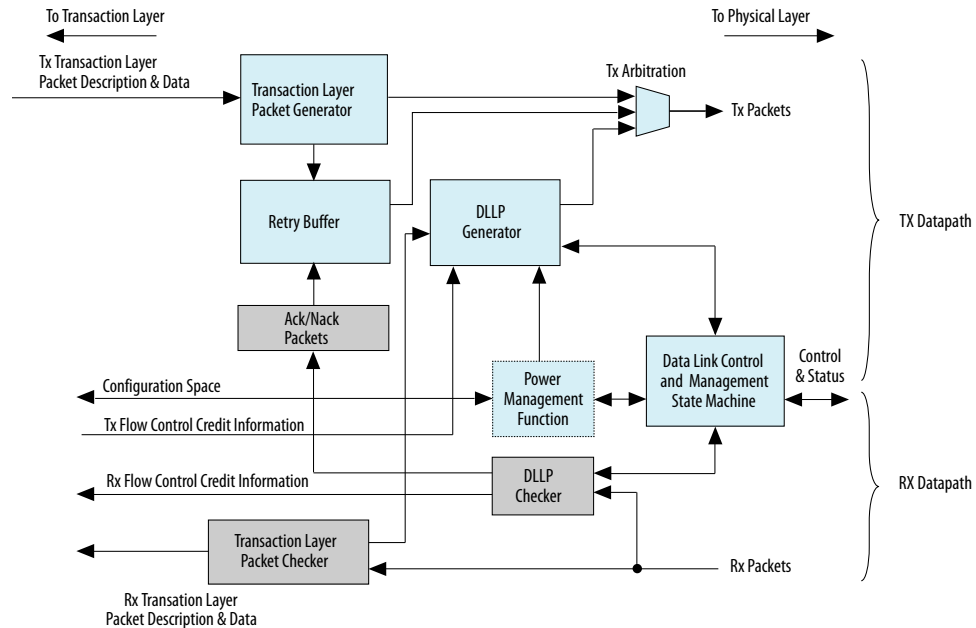 To Transaction Layer
To Physical Layer
Tx Transaction Layer
Packet Description & Data
Transaction Layer
Packet Generator
Tx Arbitration
Tx Packets
Retry Buffer
DLLP
Generator
TX Datapath
Ack/Nack
Packets
Configuration Space
Power
Management
Function
Data Link Control
and Management
State Machine
Control
& Status
Tx Flow Control Credit Information
Rx Flow Control Credit Information
DLLP
Checker
RX Datapath
Transaction Layer
Packet Checker
Rx Packets
Rx Transation Layer
Packet Description & Data